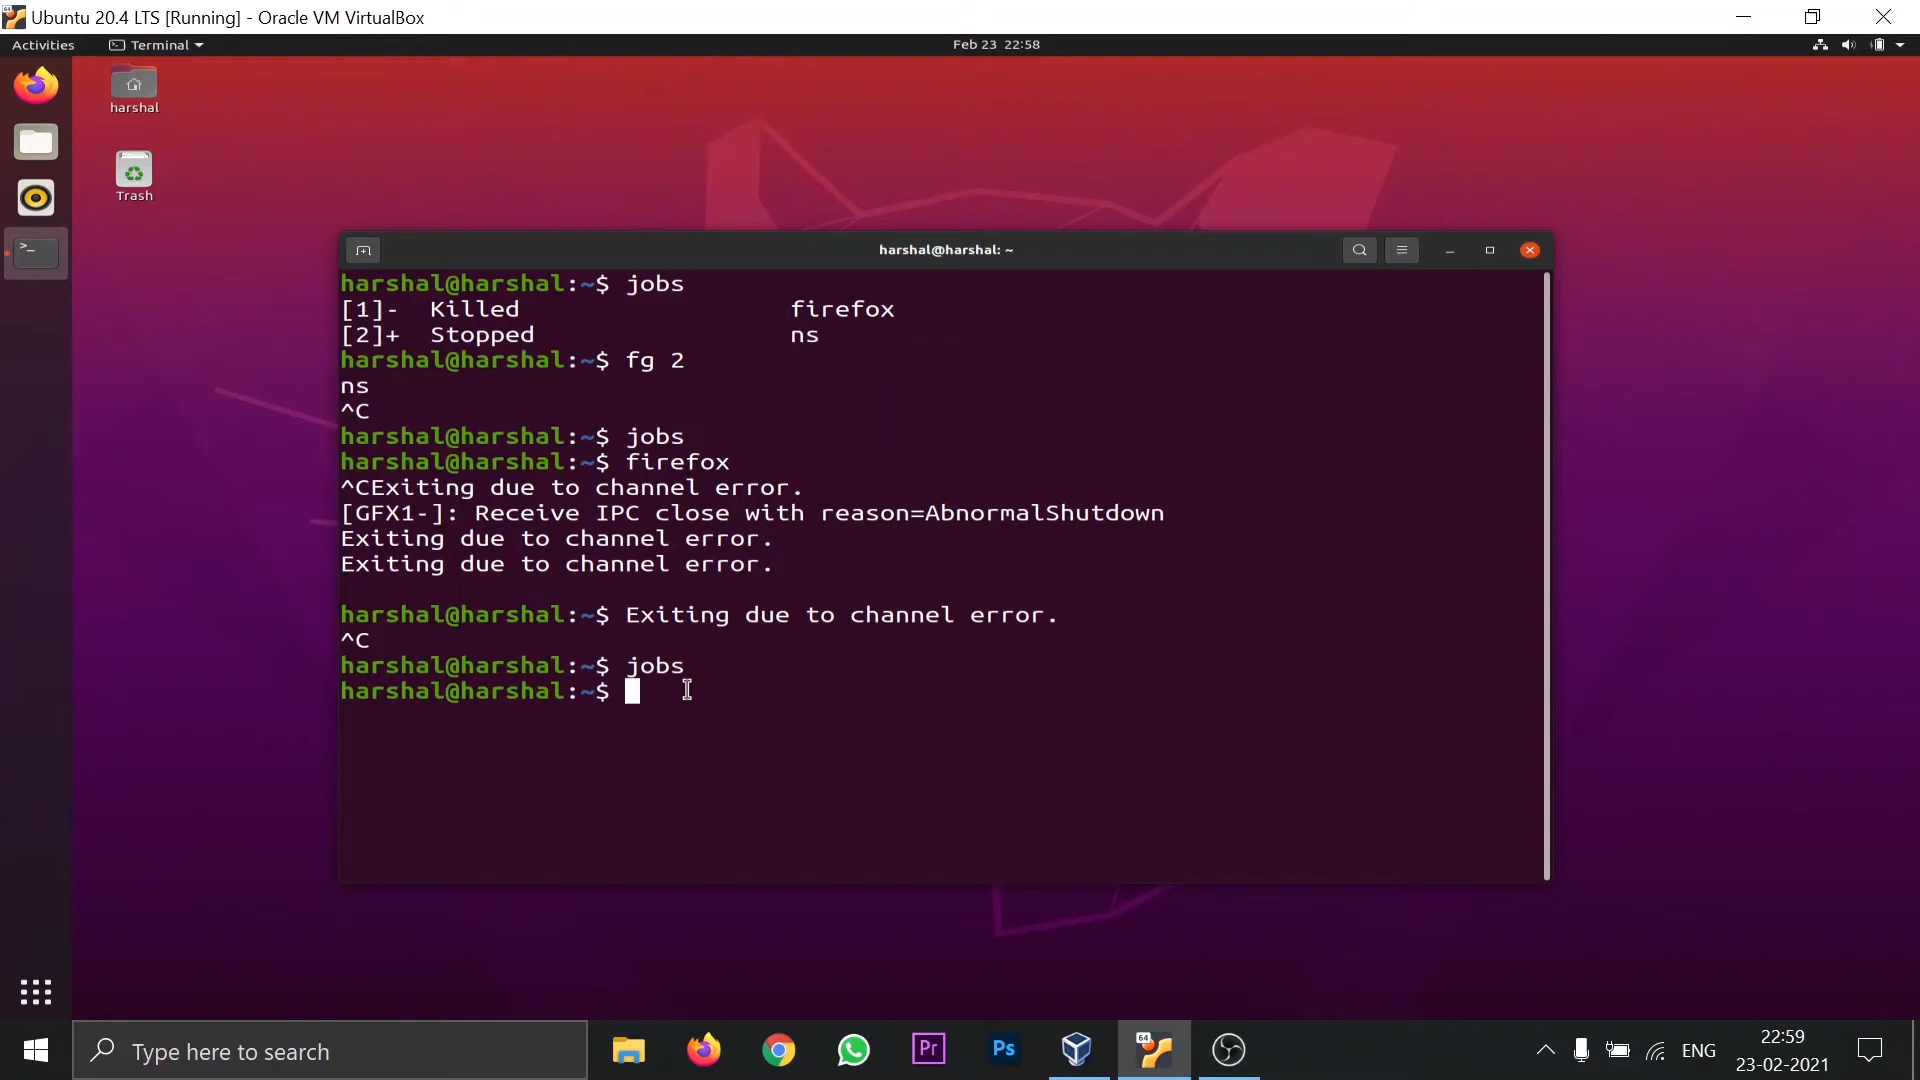 Ubuntu 20.4 LTS [Running] - Oracle VM VirtualBox
Activities
Terminal
Feb 23 22:58
harshal
Trash
harshal@harshal: ~
harshal@harshal:~$ jobs
[1]- Killed firefox
[2]+ Stopped ns
harshal@harshal:~$ fg 2
ns
^C
harshal@harshal:~$ jobs
harshal@harshal:~$ firefox
^CExiting due to channel error.
[GFX1-]: Receive IPC close with reason=AbnormalShutdown
Exiting due to channel error.
Exiting due to channel error.
harshal@harshal:~$ Exiting due to channel error.
^C
harshal@harshal:~$ jobs
harshal@harshal:~$
Type here to search
Pr
Ps
64
ENG
22:59
23-02-2021